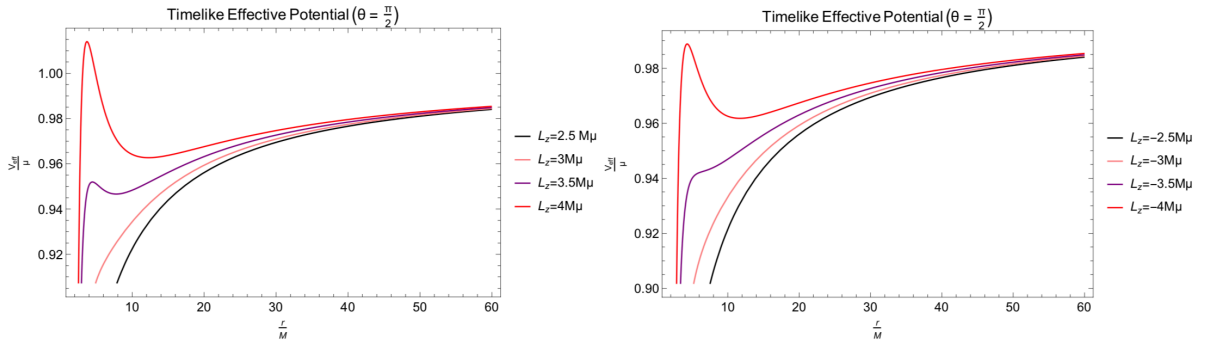 Timelike Effective Potential (θ = π/2)
V_eff/μ
1.00
0.98
0.96
0.94
0.92
10 20 30 40 50 60
r/M
L_z=2.5 Mμ
L_z=3Mμ
L_z=3.5Mμ
L_z=4Mμ
Timelike Effective Potential (θ = π/2)
V_eff/μ
0.98
0.96
0.94
0.92
0.90
10 20 30 40 50 60
r/M
L_z=−2.5Mμ
L_z=−3Mμ
L_z=−3.5Mμ
L_z=−4Mμ